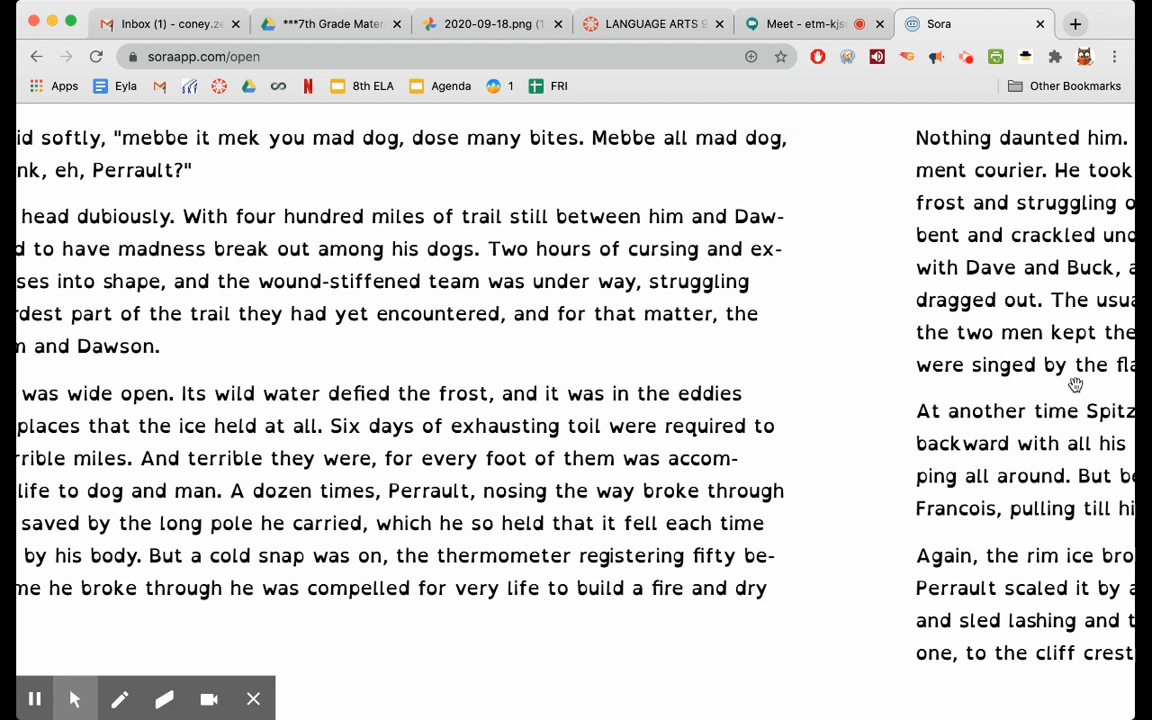 Inbox (1) - coney.ze
***7th Grade Mater
2020-09-18.png (1
LANGUAGE ARTS 9
Meet - etm-kjs
Sora
soraapp.com/open
Apps
Eyla
8th ELA
Agenda
1
FRI
Other Bookmarks
id softly, "mebbe it mek you mad dog, dose many bites. Mebbe all mad dog,
nk, eh, Perrault?"
head dubiously. With four hundred miles of trail still between him and Daw-
d to have madness break out among his dogs. Two hours of cursing and ex-
ses into shape, and the wound-stiffened team was under way, struggling
rdest part of the trail they had yet encountered, and for that matter, the
m and Dawson.
was wide open. Its wild water defied the frost, and it was in the eddies
places that the ice held at all. Six days of exhausting toil were required to
rrible miles. And terrible they were, for every foot of them was accom-
life to dog and man. A dozen times, Perrault, nosing the way broke through
saved by the long pole he carried, which he so held that it fell each time
by his body. But a cold snap was on, the thermometer registering fifty be-
me he broke through he was compelled for very life to build a fire and dry
Nothing daunted him.
ment courier. He took
frost and struggling o
bent and crackled und
with Dave and Buck, a
dragged out. The usua
the two men kept the
were singed by the fla
At another time Spitz
backward with all his
ping all around. But be
Francois, pulling till hi
Again, the rim ice bro
Perrault scaled it by a
and sled lashing and t
one, to the cliff crest